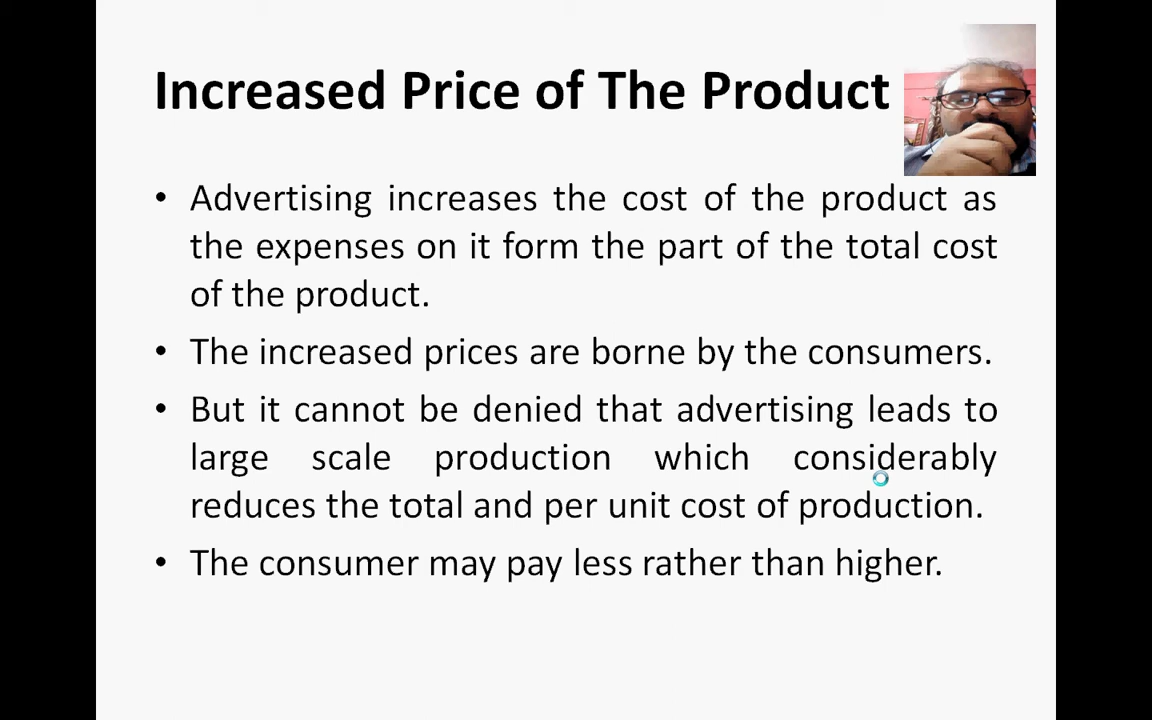 Increased Price of The Product
• Advertising increases the cost of the product as
the expenses on it form the part of the total cost
of the product.
• The increased prices are borne by the consumers.
• But it cannot be denied that advertising leads to
large scale production which considerably
reduces the total and per unit cost of production.
• The consumer may pay less rather than higher.